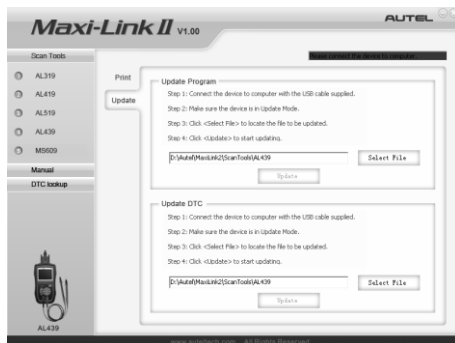 Maxi-Link II V1.00
AUTEL
Scan Tools
Please connect the device to computer.
AL319
AL419
AL519
AL439
MS609
Manual
DTC lookup
AL439
Print
Update
Update Program
Step 1: Connect the device to computer with the USB cable supplied.
Step 2: Make sure the device is in Update Mode.
Step 3: Click <Select File> to locate the file to be updated.
Step 4: Click <Update> to start updating.
D:\Autel\MaxiLink2\ScanTools\AL439
Select File
Update
Update DTC
Step 1: Connect the device to computer with the USB cable supplied.
Step 2: Make sure the device is in Update Mode.
Step 3: Click <Select File> to locate the file to be updated.
Step 4: Click <Update> to start updating.
D:\Autel\MaxiLink2\ScanTools\AL439
Select File
Update
www.auteltech.com All Rights Reserved